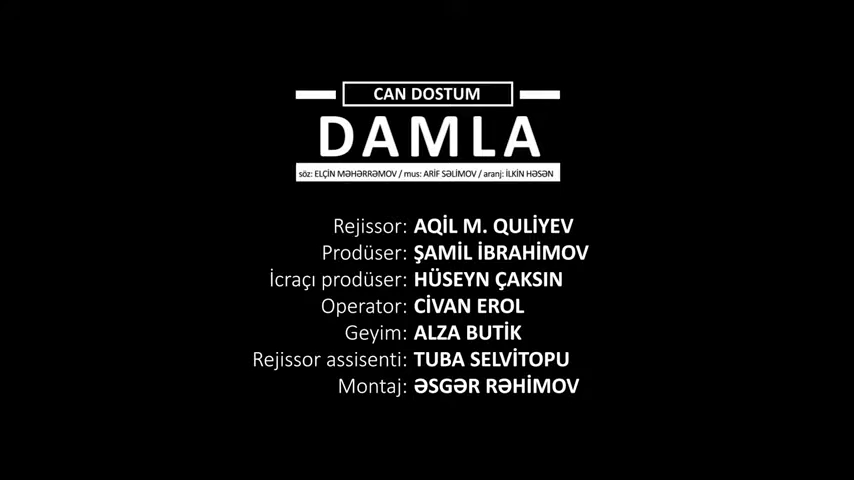 CAN DOSTUM
DAMLA
söz: ELÇİN MƏHƏRRƏMOV / mus: ARİF SƏLİMOV / aranj: İLKİN HƏSƏN
Rejissor: AQİL M. QULİYEV
Prodüser: ŞAMİL İBRAHİMOV
İcraçı prodüser: HÜSEYN ÇAKSIN
Operator: CİVAN EROL
Geyim: ALZA BUTİK
Rejissor assisenti: TUBA SELVİTOPU
Montaj: ƏSGƏR RƏHİMOV